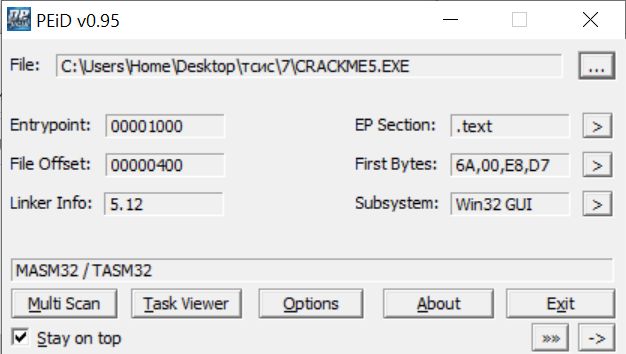 PEiD v0.95
File: C:\Users\Home\Desktop\тсис\7\CRACKME5.EXE ...
Entrypoint: 00001000 EP Section: .text >
File Offset: 00000400 First Bytes: 6A,00,E8,D7 >
Linker Info: 5.12 Subsystem: Win32 GUI >
MASM32 / TASM32
Multi Scan Task Viewer Options About Exit
Stay on top »» ->